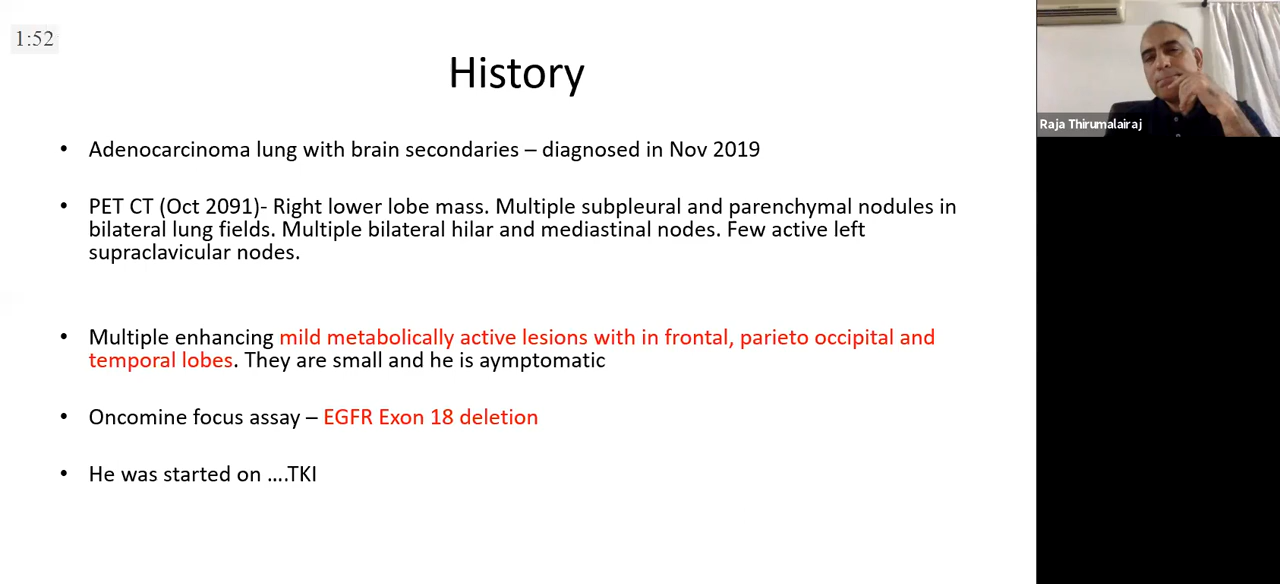 1:52
History
• Adenocarcinoma lung with brain secondaries – diagnosed in Nov 2019
• PET CT (Oct 2091)- Right lower lobe mass. Multiple subpleural and parenchymal nodules in
bilateral lung fields. Multiple bilateral hilar and mediastinal nodes. Few active left
supraclavicular nodes.
• Multiple enhancing mild metabolically active lesions with in frontal, parieto occipital and
temporal lobes. They are small and he is aymptomatic
• Oncomine focus assay – EGFR Exon 18 deletion
• He was started on ....TKI
Raja Thirumalairaj